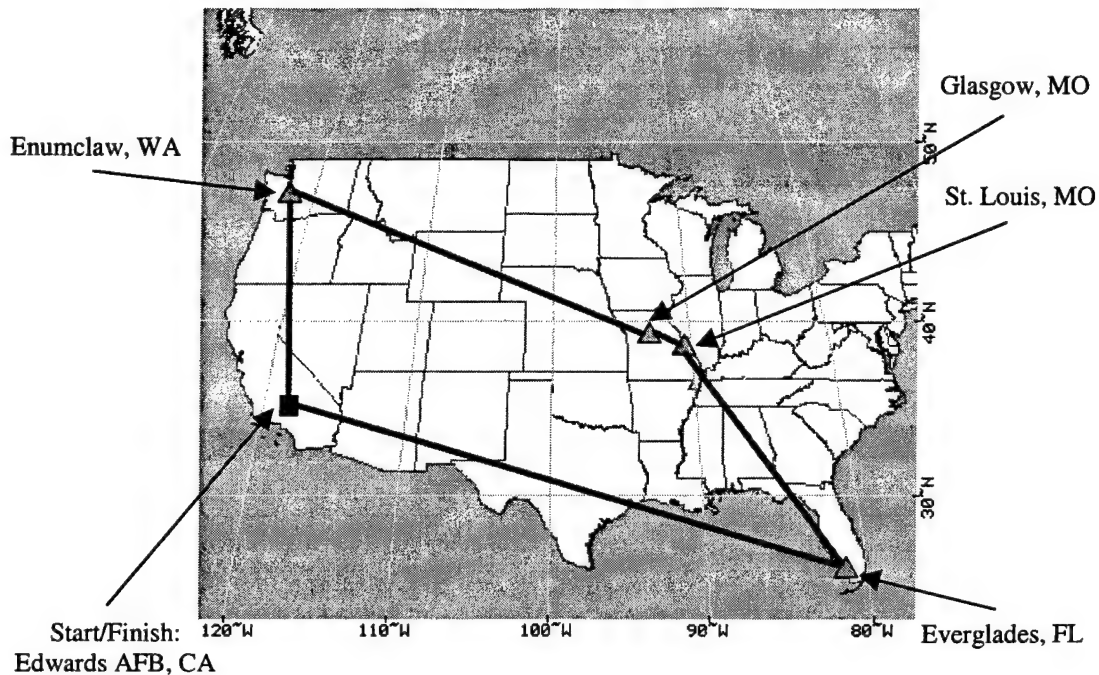 Glasgow, MO
Enumclaw, WA
50~N
St. Louis, MO
40~N
30~N
120~W
110~W
100~W
90~W
80~W
Start/Finish:
Edwards AFB, CA
Everglades, FL